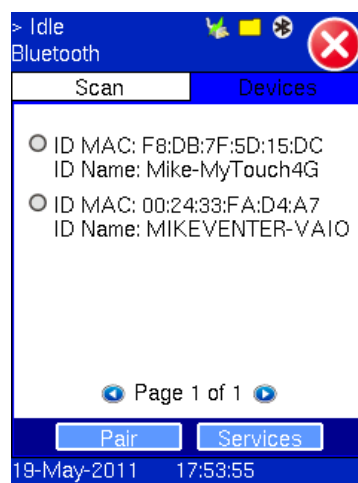 > Idle
Bluetooth
Scan Devices
ID MAC: F8:DB:7F:5D:15:DC
ID Name: Mike-MyTouch4G
ID MAC: 00:24:33:FA:D4:A7
ID Name: MIKEVENTER-VAIO
Page 1 of 1
Pair Services
19-May-2011 17:53:55